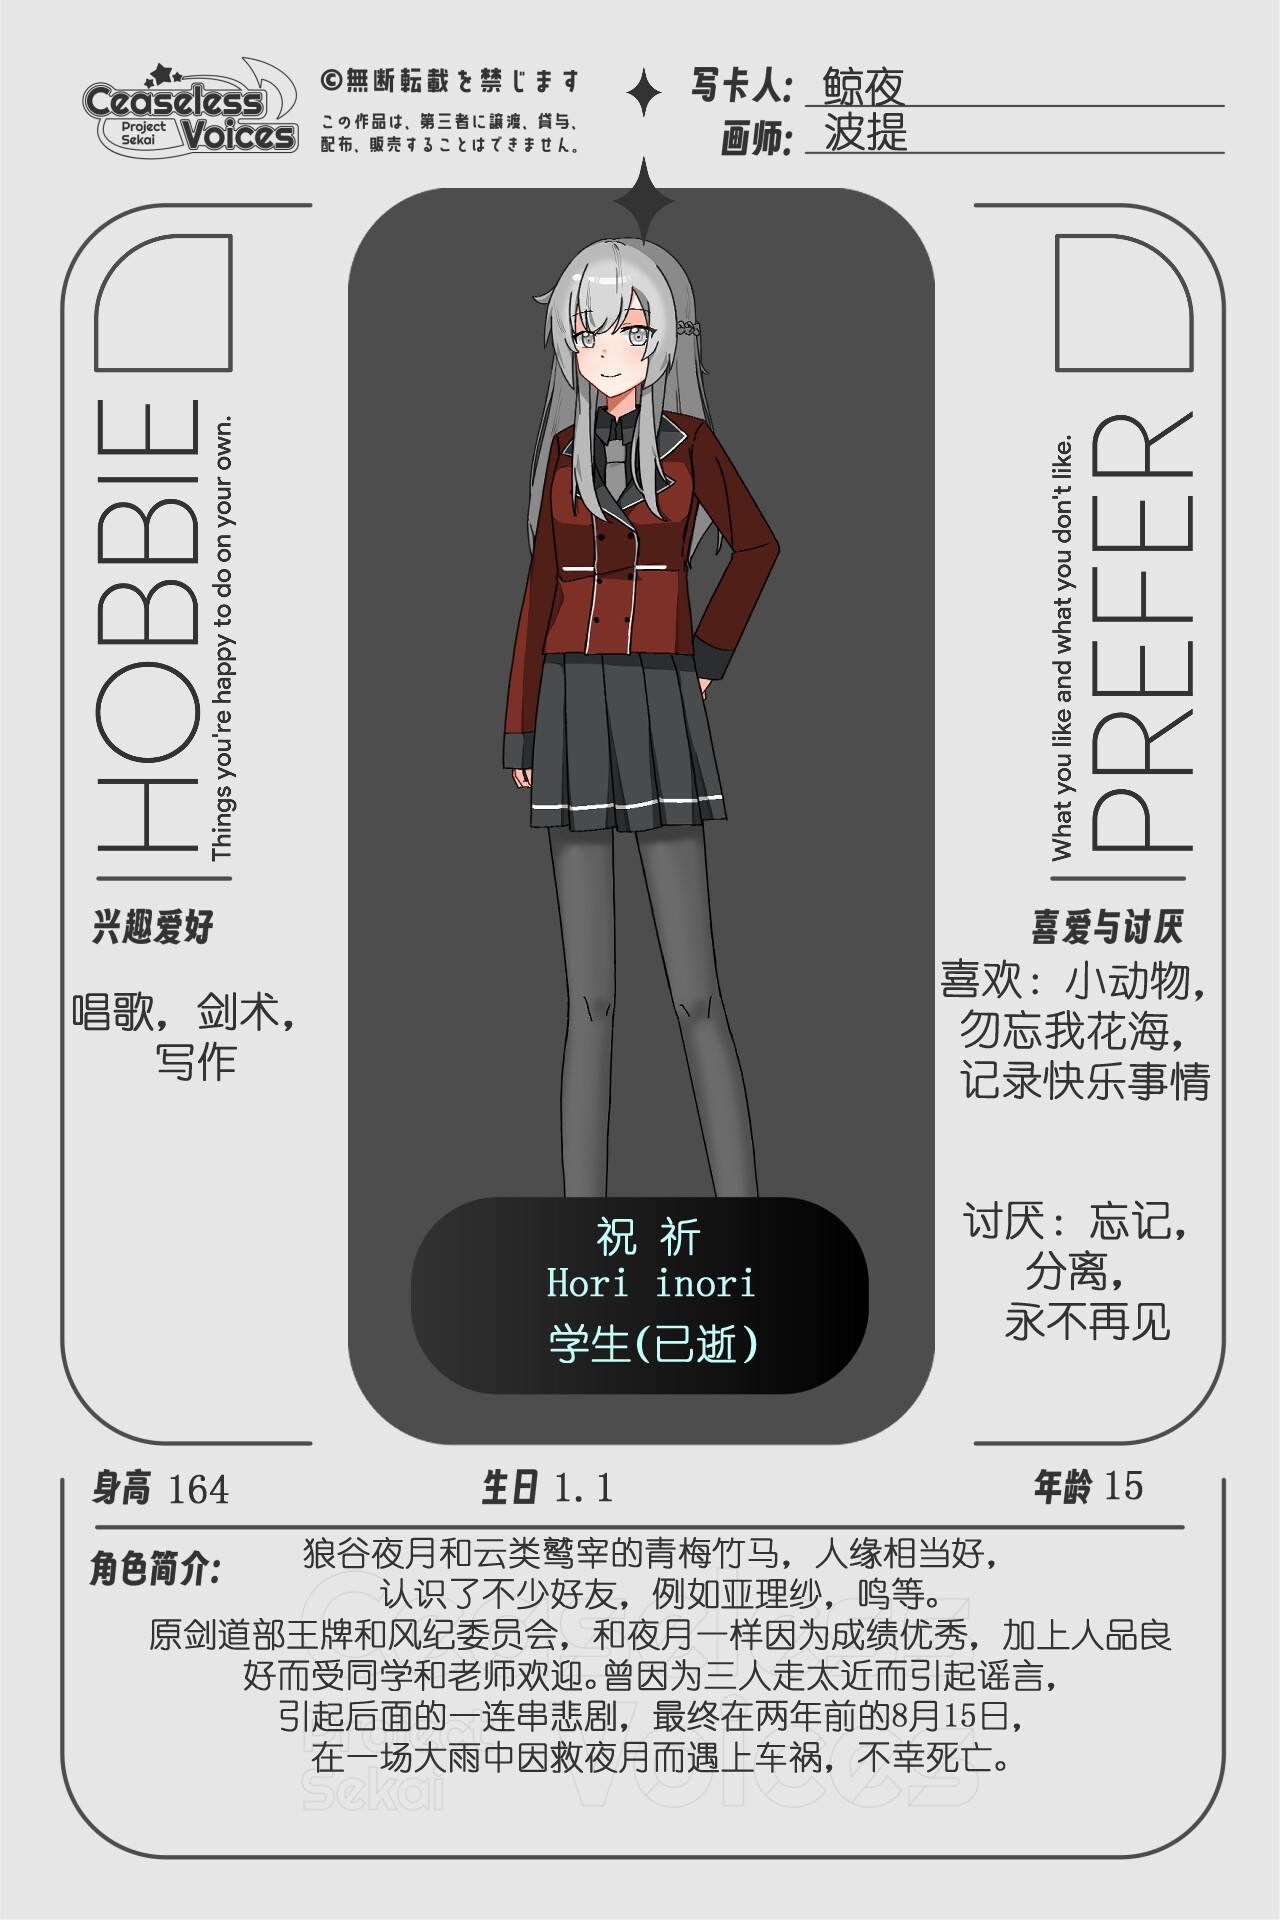 Ceaseless
Voices
Project
Sekai
©無断転載を禁じます
この作品は、第三者に譲渡、貸与、
配布、販売することはできません。
写卡人: 鲸夜
画师: 波提
HOBBIE
Things you're happy to do on your own.
兴趣爱好
唱歌，剑术，
写作
PREFER
What you like and what you don't like.
喜爱与讨厌
喜欢：小动物，
勿忘我花海，
记录快乐事情
讨厌：忘记，
分离，
永不再见
祝 祈
Hori inori
学生(已逝)
身高 164
生日 1.1
年龄 15
角色简介:
狼谷夜月和云类鹫宰的青梅竹马，人缘相当好，
认识了不少好友，例如亚理纱，鸣等。
原剑道部王牌和风纪委员会，和夜月一样因为成绩优秀，加上人品良
好而受同学和老师欢迎。曾因为三人走太近而引起谣言，
引起后面的一连串悲剧，最终在两年前的8月15日，
在一场大雨中因救夜月而遇上车祸，不幸死亡。
Ceaseless
Voices
Project
Sekai